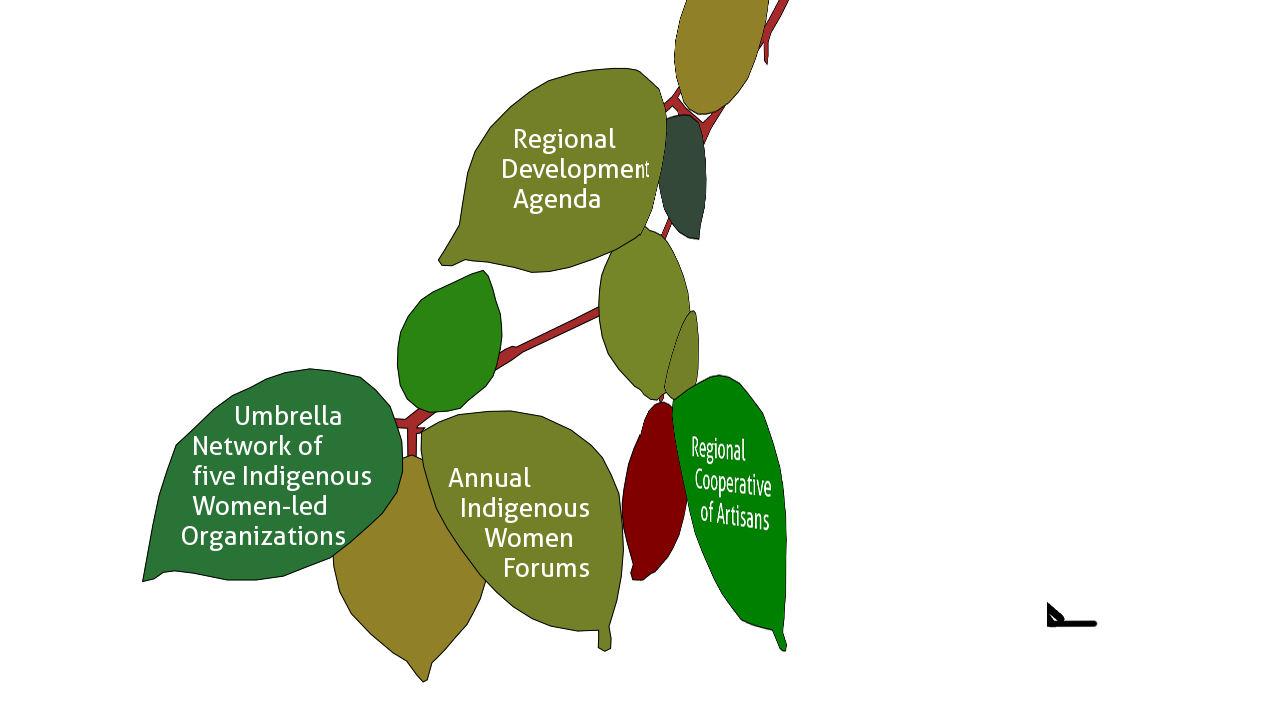 Regional
Development
Agenda
Umbrella
Network of
five Indigenous
Women-led
Organizations
Annual
Indigenous
Women
Forums
Regional
Cooperative
of Artisans